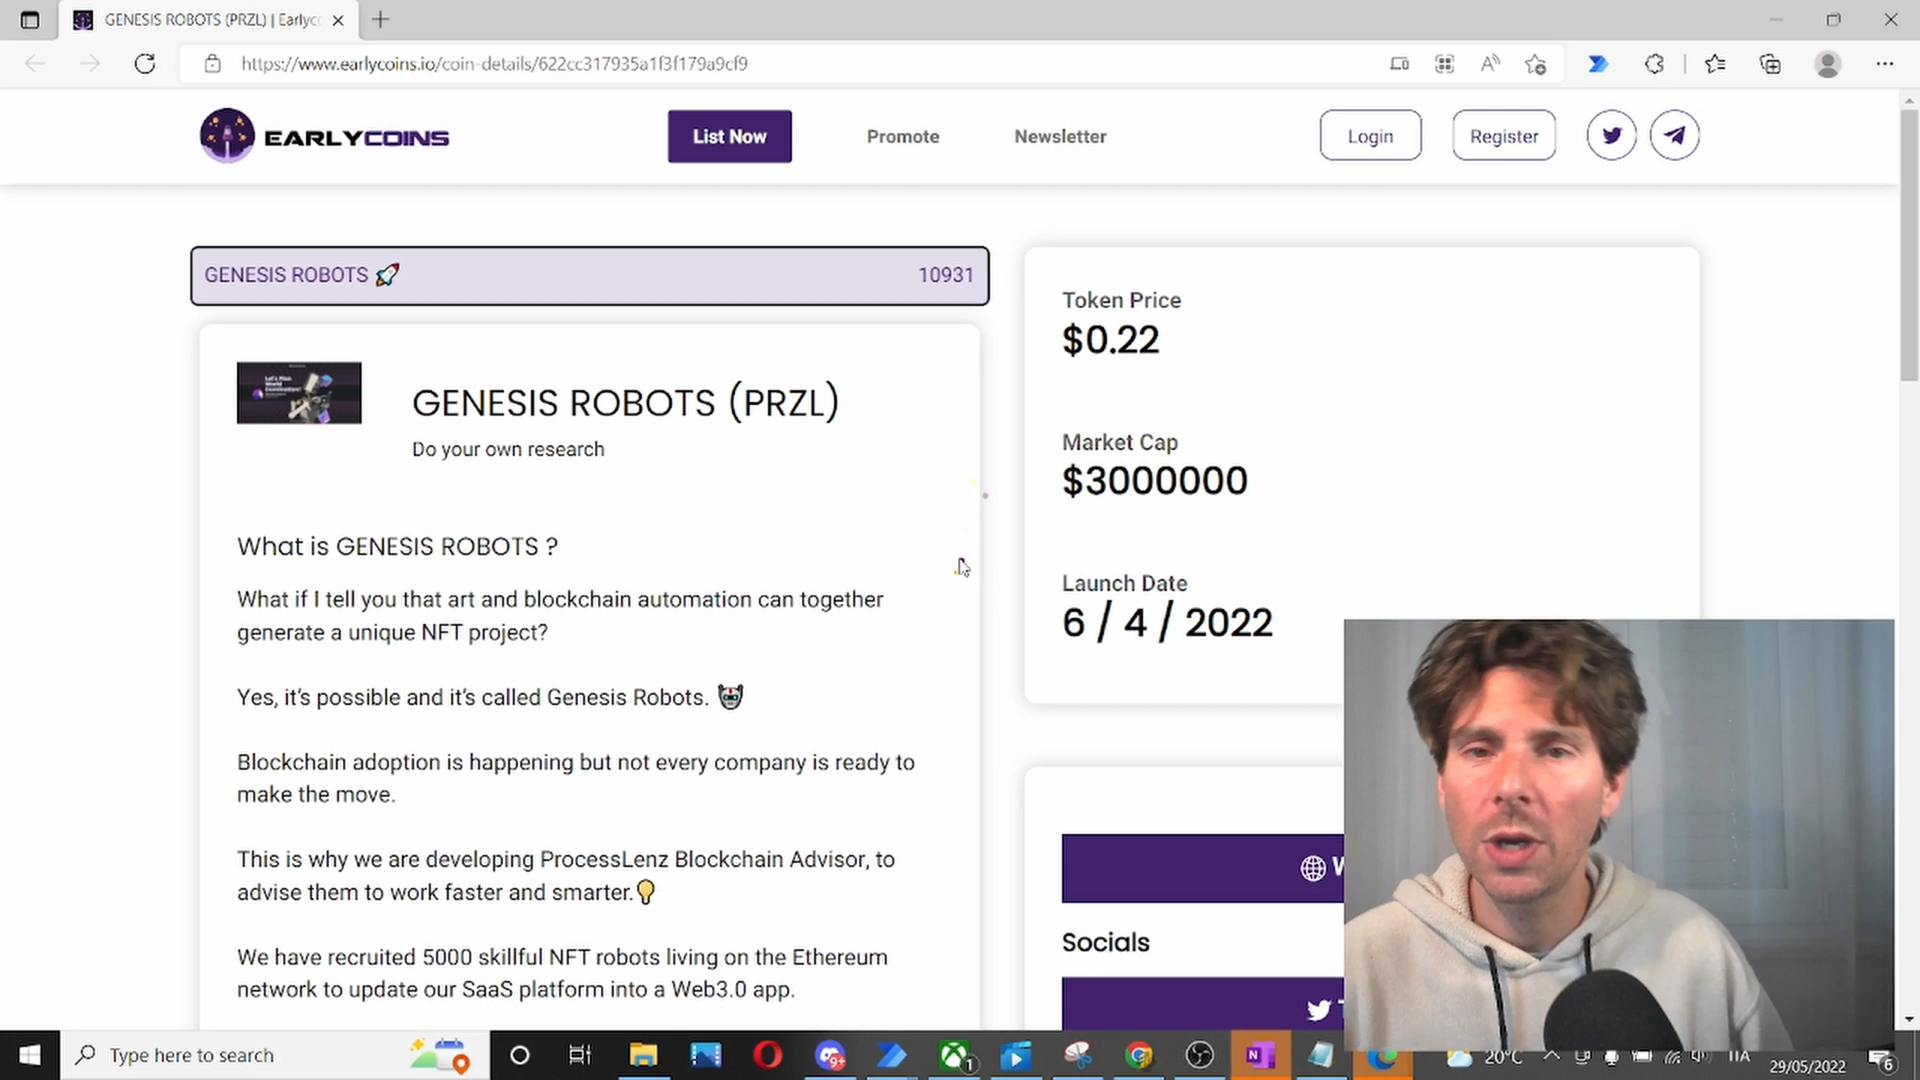 GENESIS ROBOTS (PRZL) | Earlyc
https://www.earlycoins.io/coin-details/622cc317935a1f3f179a9cf9
EARLYCOINS
List Now
Promote
Newsletter
Login
Register
GENESIS ROBOTS 🚀 10931
GENESIS ROBOTS (PRZL)
Do your own research
What is GENESIS ROBOTS ?
What if I tell you that art and blockchain automation can together
generate a unique NFT project?
Yes, it's possible and it's called Genesis Robots. 🤖
Blockchain adoption is happening but not every company is ready to
make the move.
This is why we are developing ProcessLenz Blockchain Advisor, to
advise them to work faster and smarter.💡
We have recruited 5000 skillful NFT robots living on the Ethereum
network to update our SaaS platform into a Web3.0 app.
Token Price
$0.22
Market Cap
$3000000
Launch Date
6 / 4 / 2022
W
Socials
Type here to search
9+
1
N
20°C
ITA
29/05/2022
6